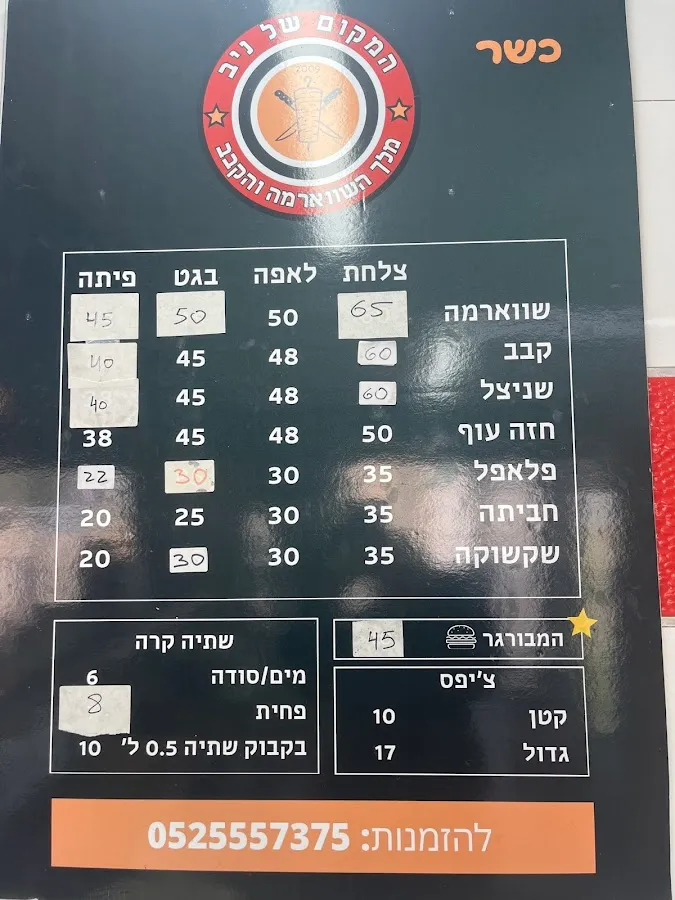 כשר
המקום של ניב
2005
מלך השווארמה והקבב
צלחת לאפה בגט פיתה
שווארמה 65 50 50 45
קבב 60 48 45 40
שניצל 60 48 45 40
חזה עוף 50 48 45 38
פלאפל 35 30 30 22
חביתה 35 30 25 20
שקשוקה 35 30 30 20
המבורגר 45
צ'יפס
קטן 10
גדול 17
שתיה קרה
מים/סודה 6
פחית 8
בקבוק שתיה 0.5 ל' 10
להזמנות: 0525557375